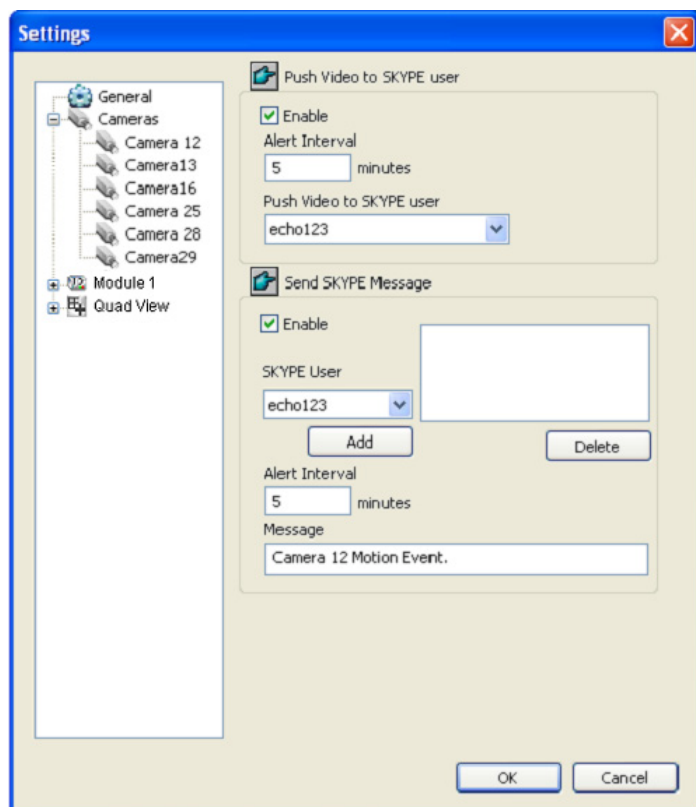 Settings
General
Cameras
Camera 12
Camera13
Camera16
Camera 25
Camera 28
Camera29
Module 1
Quad View
Push Video to SKYPE user
Enable
Alert Interval
5 minutes
Push Video to SKYPE user
echo123
Send SKYPE Message
Enable
SKYPE User
echo123
Add
Delete
Alert Interval
5 minutes
Message
Camera 12 Motion Event.
OK Cancel